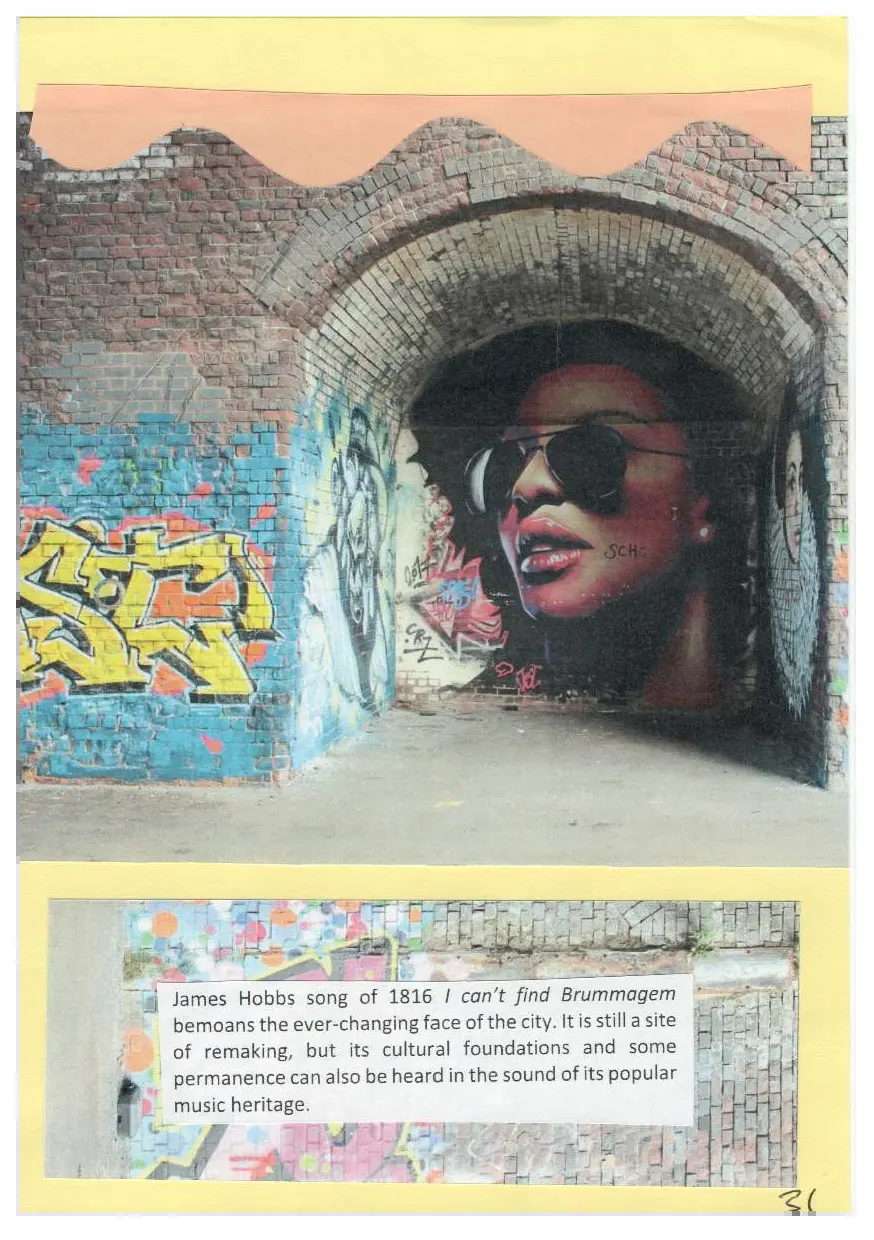 SCH
James Hobbs song of 1816 I can't find Brummagem
bemoans the ever-changing face of the city. It is still a site
of remaking, but its cultural foundations and some
permanence can also be heard in the sound of its popular
music heritage.
31